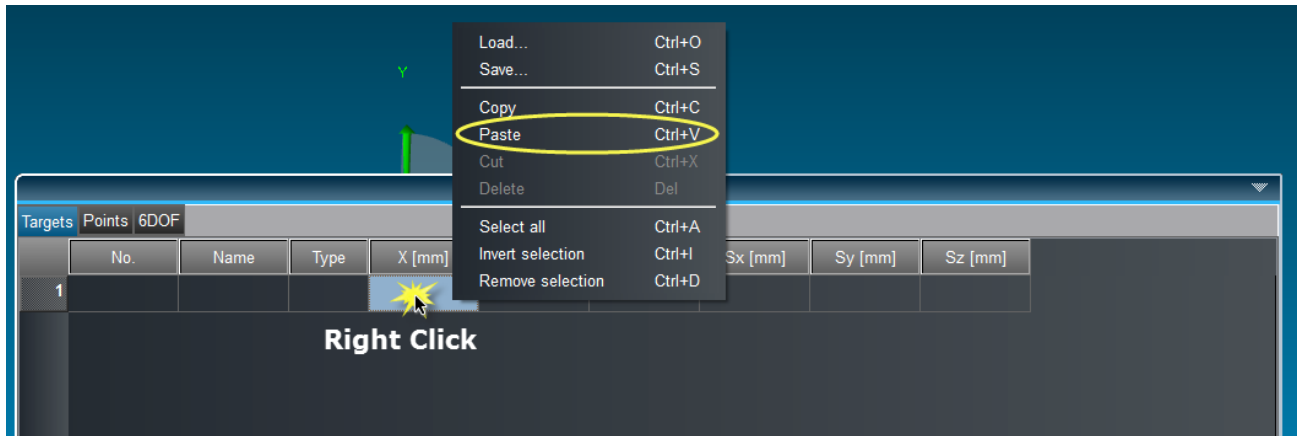 Load... Ctrl+O
Save... Ctrl+S
Y
Copy Ctrl+C
Paste Ctrl+V
Cut Ctrl+X
Delete Del
Targets Points 6DOF
Select all Ctrl+A
Invert selection Ctrl+I
Remove selection Ctrl+D
No. Name Type X [mm] Sx [mm] Sy [mm] Sz [mm]
1
Right Click